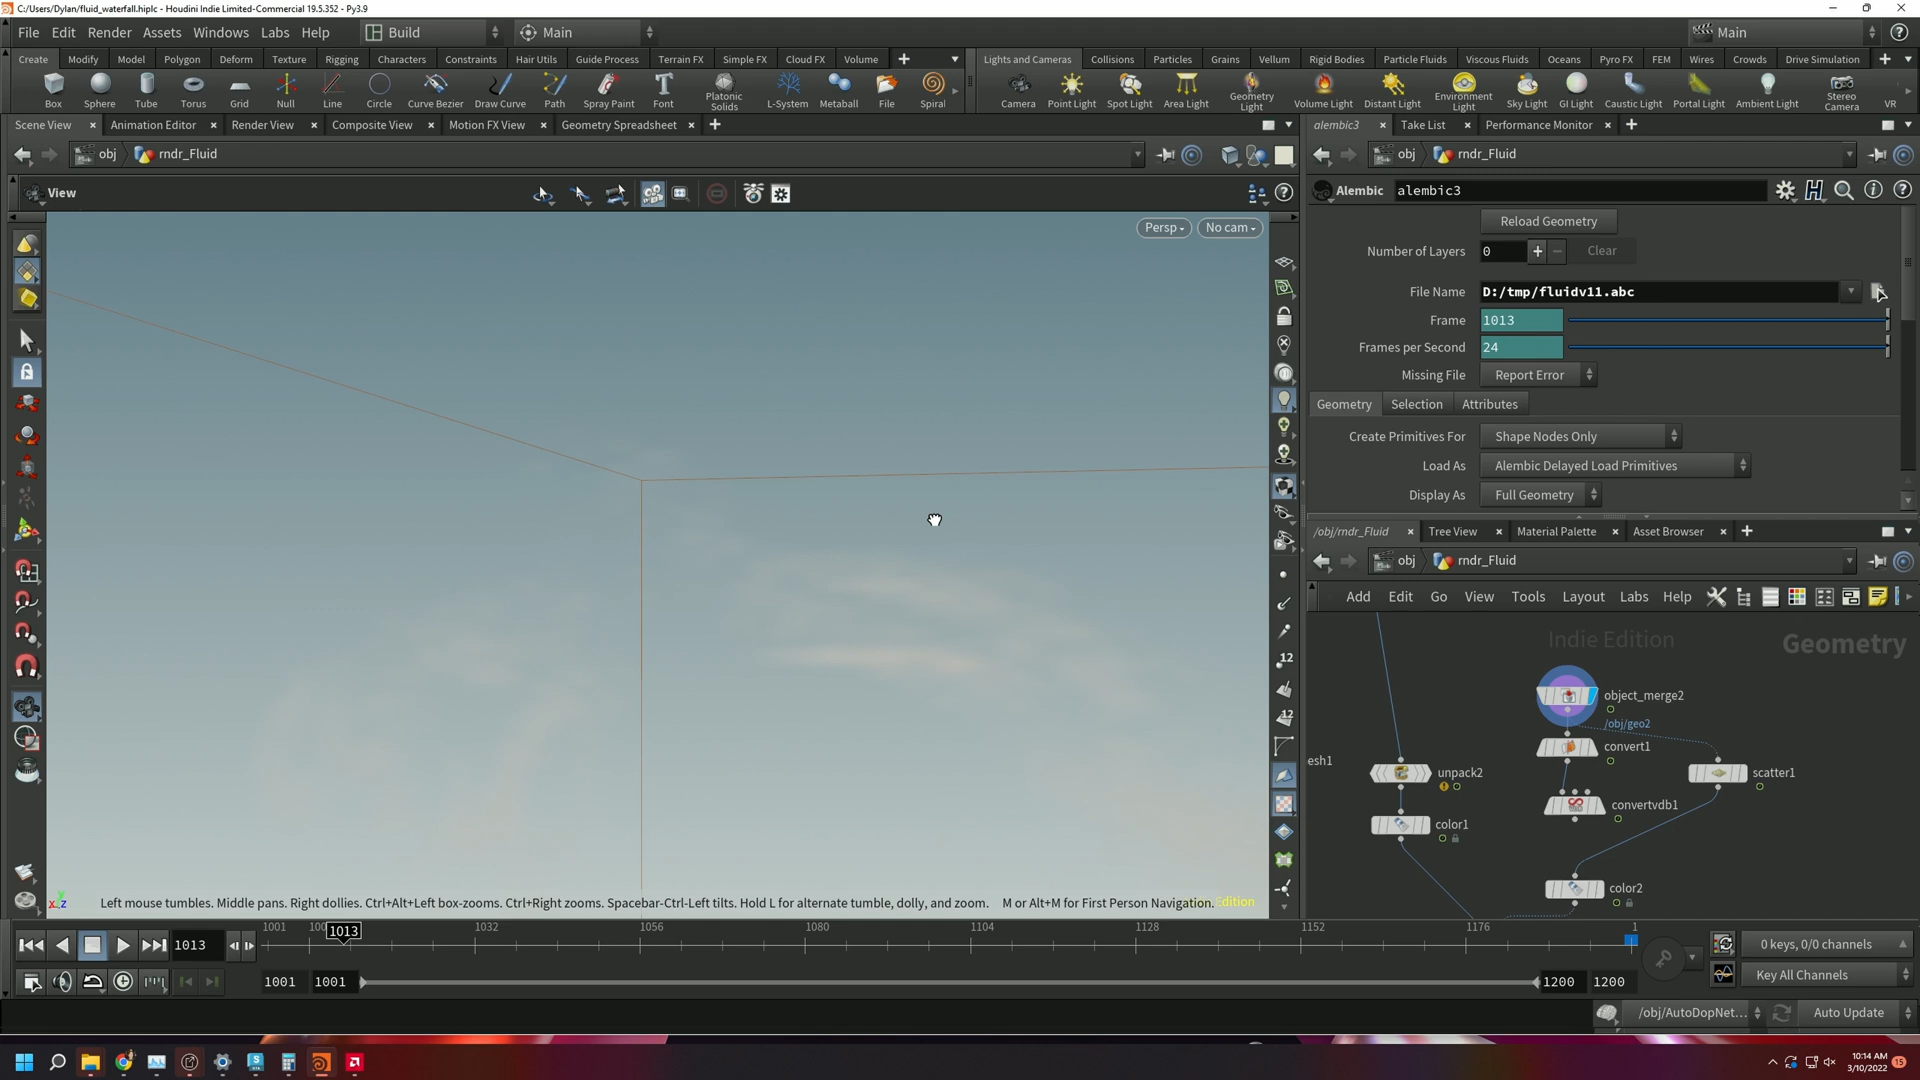 C:/Users/Dylan/fluid_waterfall.hiplc - Houdini Indie Limited-Commercial 19.5.352 - Py3.9
File Edit Render Assets Windows Labs Help Build Main Main
Create Modify Model Polygon Deform Texture Rigging Characters Constraints Hair Utils Guide Process Terrain FX Simple FX Cloud FX Volume
Lights and Cameras Collisions Particles Grains Vellum Rigid Bodies Particle Fluids Viscous Fluids Oceans Pyro FX FEM Wires Crowds Drive Simulation
Box Sphere Tube Torus Grid Null Line Circle Curve Bezier Draw Curve Path Spray Paint Font Platonic Solids L-System Metaball File Spiral
Camera Point Light Spot Light Area Light Geometry Light Volume Light Distant Light Environment Light Sky Light GI Light Caustic Light Portal Light Ambient Light Stereo Camera VR
Scene View Animation Editor Render View Composite View Motion FX View Geometry Spreadsheet
alembic3 Take List Performance Monitor
obj rndr_Fluid
obj rndr_Fluid
View
Persp No cam
Alembic alembic3
Reload Geometry
Number of Layers 0 Clear
File Name D:/tmp/fluidv11.abc
Frame 1013
Frames per Second 24
Missing File Report Error
Geometry Selection Attributes
Create Primitives For Shape Nodes Only
Load As Alembic Delayed Load Primitives
Display As Full Geometry
/obj/rndr_Fluid Tree View Material Palette Asset Browser
obj rndr_Fluid
Add Edit Go View Tools Layout Labs Help
Indie Edition Geometry
object_merge2
/obj/geo2
convert1
esh1 unpack2 scatter1
convertvdb1
color1
color2
12
12
x z y
Left mouse tumbles. Middle pans. Right dollies. Ctrl+Alt+Left box-zooms. Ctrl+Right zooms. Spacebar-Ctrl-Left tilts. Hold L for alternate tumble, dolly, and zoom. M or Alt+M for First Person Navigation. Edition
1013 1001 100 1013 1032 1056 1080 1104 1128 1152 1176 1
0 keys, 0/0 channels
1001 1001 1200 1200 Key All Channels
/obj/AutoDopNet... Auto Update
10:14 AM
3/10/2022
15